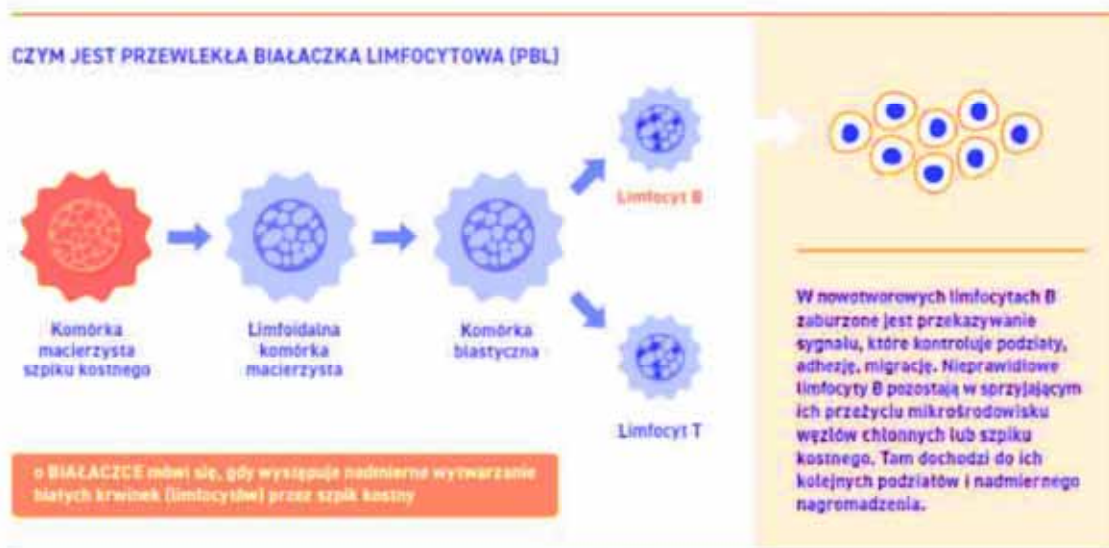 CZYM JEST PRZEWLEKŁA BIAŁACZKA LIMFOCYTOWA (PBL)
Komórka
macierzysta
szpiku kostnego
Limfoidalna
komórka
macierzysta
Komórka
blastyczna
Limfocyt B
Limfocyt T
o BIAŁACZCE mówi się, gdy występuje nadmierne wytwarzanie
białych krwinek (limfocytów) przez szpik kostny
W nowotworowych limfocytach B
zaburzone jest przekazywanie
sygnału, które kontroluje podziały,
adhezję, migrację. Nieprawidłowe
limfocyty B pozostają w sprzyjającym
ich przeżyciu mikrośrodowisku
węzłów chłonnych lub szpiku
kostnego. Tam dochodzi do ich
kolejnych podziałów i nadmiernego
nagromadzenia.